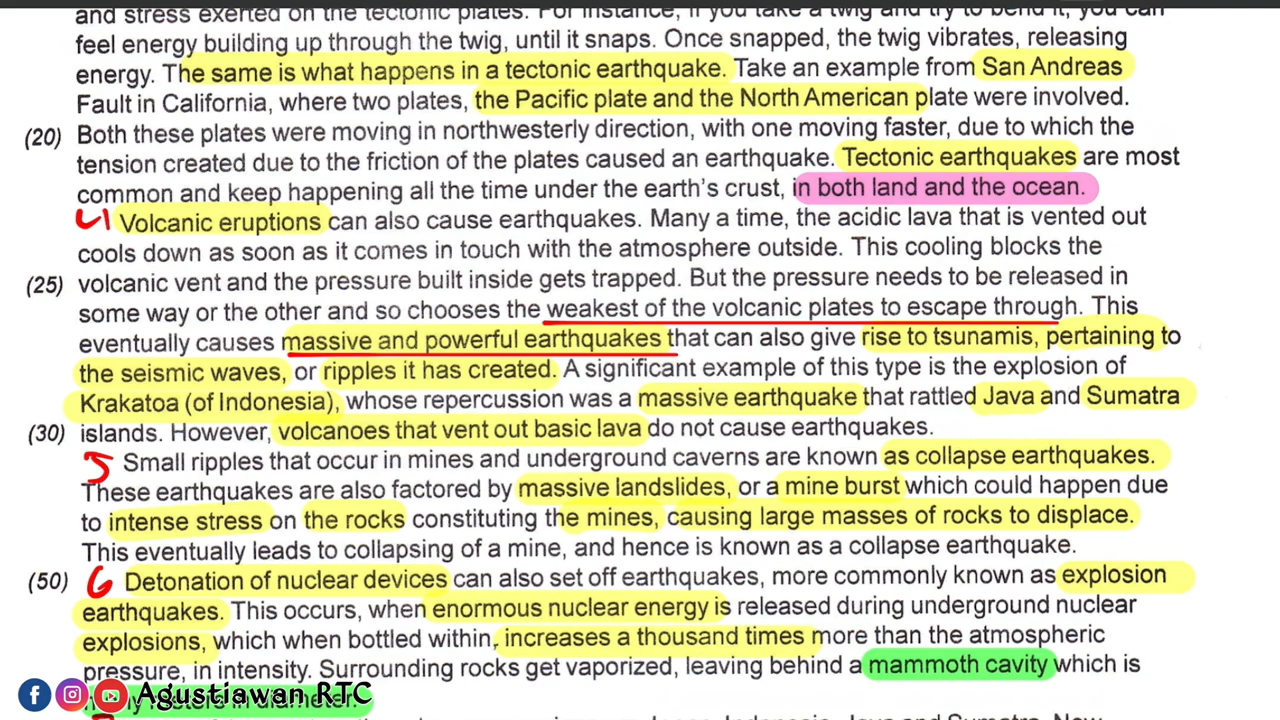 and stress exerted on the tectonic plates. For instance, if you take a twig and try to bend it, you can
feel energy building up through the twig, until it snaps. Once snapped, the twig vibrates, releasing
energy. The same is what happens in a tectonic earthquake. Take an example from San Andreas
Fault in California, where two plates, the Pacific plate and the North American plate were involved.
(20) Both these plates were moving in northwesterly direction, with one moving faster, due to which the
tension created due to the friction of the plates caused an earthquake. Tectonic earthquakes are most
common and keep happening all the time under the earth's crust, in both land and the ocean.
4 Volcanic eruptions can also cause earthquakes. Many a time, the acidic lava that is vented out
cools down as soon as it comes in touch with the atmosphere outside. This cooling blocks the
(25) volcanic vent and the pressure built inside gets trapped. But the pressure needs to be released in
some way or the other and so chooses the weakest of the volcanic plates to escape through. This
eventually causes massive and powerful earthquakes that can also give rise to tsunamis, pertaining to
the seismic waves, or ripples it has created. A significant example of this type is the explosion of
Krakatoa (of Indonesia), whose repercussion was a massive earthquake that rattled Java and Sumatra
(30) islands. However, volcanoes that vent out basic lava do not cause earthquakes.
5 Small ripples that occur in mines and underground caverns are known as collapse earthquakes.
These earthquakes are also factored by massive landslides, or a mine burst which could happen due
to intense stress on the rocks constituting the mines, causing large masses of rocks to displace.
This eventually leads to collapsing of a mine, and hence is known as a collapse earthquake.
(50) 6 Detonation of nuclear devices can also set off earthquakes, more commonly known as explosion
earthquakes. This occurs, when enormous nuclear energy is released during underground nuclear
explosions, which when bottled within, increases a thousand times more than the atmospheric
pressure, in intensity. Surrounding rocks get vaporized, leaving behind a mammoth cavity which is
Agustiawan RTC
in diameter.
Java and Sumatra